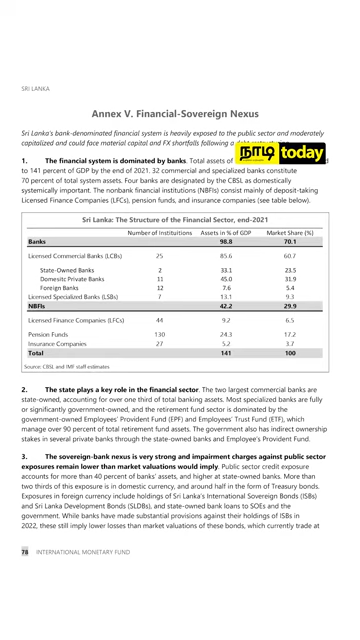 SRI LANKA
Annex V. Financial-Sovereign Nexus
Sri Lanka's bank-denominated financial system is heavily exposed to the public sector and moderately
capitalized and could face material capital and FX shortfalls following a
நாடி today
1. The financial system is dominated by banks. Total assets of
to 141 percent of GDP by the end of 2021. 32 commercial and specialized banks constitute
70 percent of total system assets. Four banks are designated by the CBSL as domestically
systemically important. The nonbank financial institutions (NBFIs) consist mainly of deposit-taking
Licensed Finance Companies (LFCs), pension funds, and insurance companies (see table below).
Sri Lanka: The Structure of the Financial Sector, end-2021
Number of Institutions Assets in % of GDP Market Share (%)
Banks 98.8 70.1
Licensed Commercial Banks (LCBs) 25 85.6 60.7
State-Owned Banks 2 33.1 23.5
Domesitc Private Banks 11 45.0 31.9
Foreign Banks 12 7.6 5.4
Licensed Specialized Banks (LSBs) 7 13.1 9.3
NBFIs 42.2 29.9
Licensed Finance Companies (LFCs) 44 9.2 6.5
Pension Funds 130 24.3 17.2
Insurance Companies 27 5.2 3.7
Total 141 100
Source: CBSL and IMF staff estimates
2. The state plays a key role in the financial sector. The two largest commercial banks are
state-owned, accounting for over one third of total banking assets. Most specialized banks are fully
or significantly government-owned, and the retirement fund sector is dominated by the
government-owned Employees' Provident Fund (EPF) and Employees' Trust Fund (ETF), which
manage over 90 percent of total retirement fund assets. The government also has indirect ownership
stakes in several private banks through the state-owned banks and Employee's Provident Fund.
3. The sovereign-bank nexus is very strong and impairment charges against public sector
exposures remain lower than market valuations would imply. Public sector credit exposure
accounts for more than 40 percent of banks' assets, and higher at state-owned banks. More than
two thirds of this exposure is in domestic currency, and around half in the form of Treasury bonds.
Exposures in foreign currency include holdings of Sri Lanka's International Sovereign Bonds (ISBs)
and Sri Lanka Development Bonds (SLDBs), and state-owned bank loans to SOEs and the
government. While banks have made substantial provisions against their holdings of ISBs in
2022, these still imply lower losses than market valuations of these bonds, which currently trade at
78 INTERNATIONAL MONETARY FUND